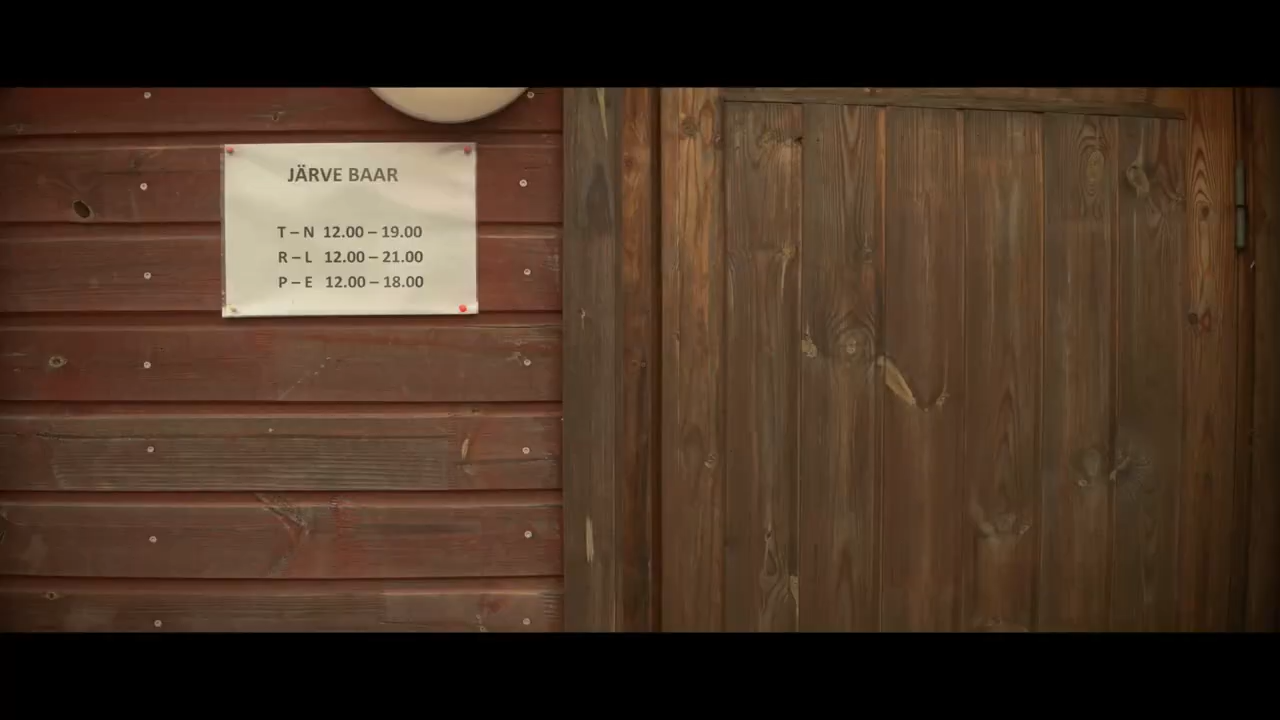 JÄRVE BAAR
T – N 12.00 – 19.00
R – L 12.00 – 21.00
P – E 12.00 – 18.00